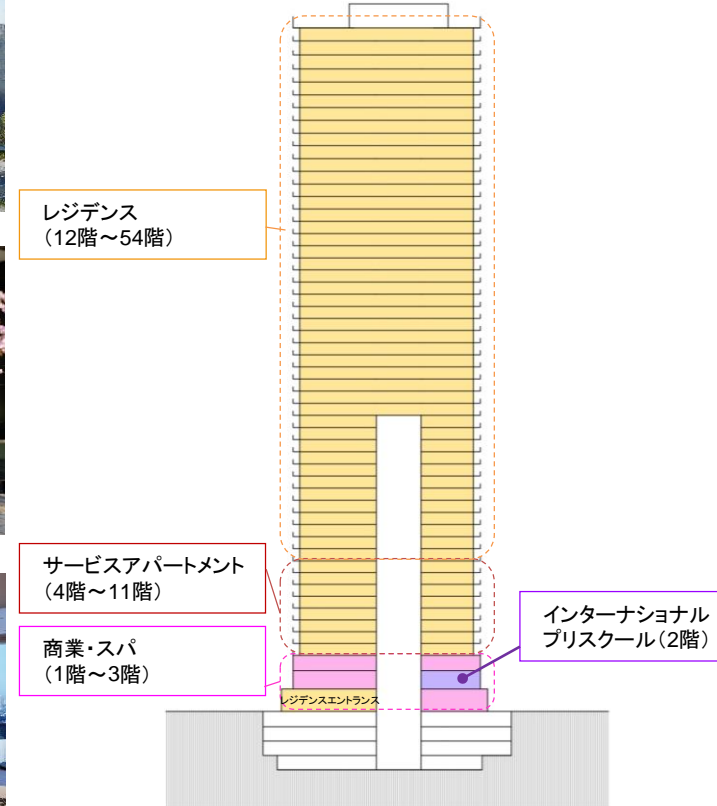 レジデンス
（12階～54階）
サービスアパートメント
（4階～11階）
商業・スパ
（1階～3階）
インターナショナル
プリスクール（2階）
レジデンスエントランス